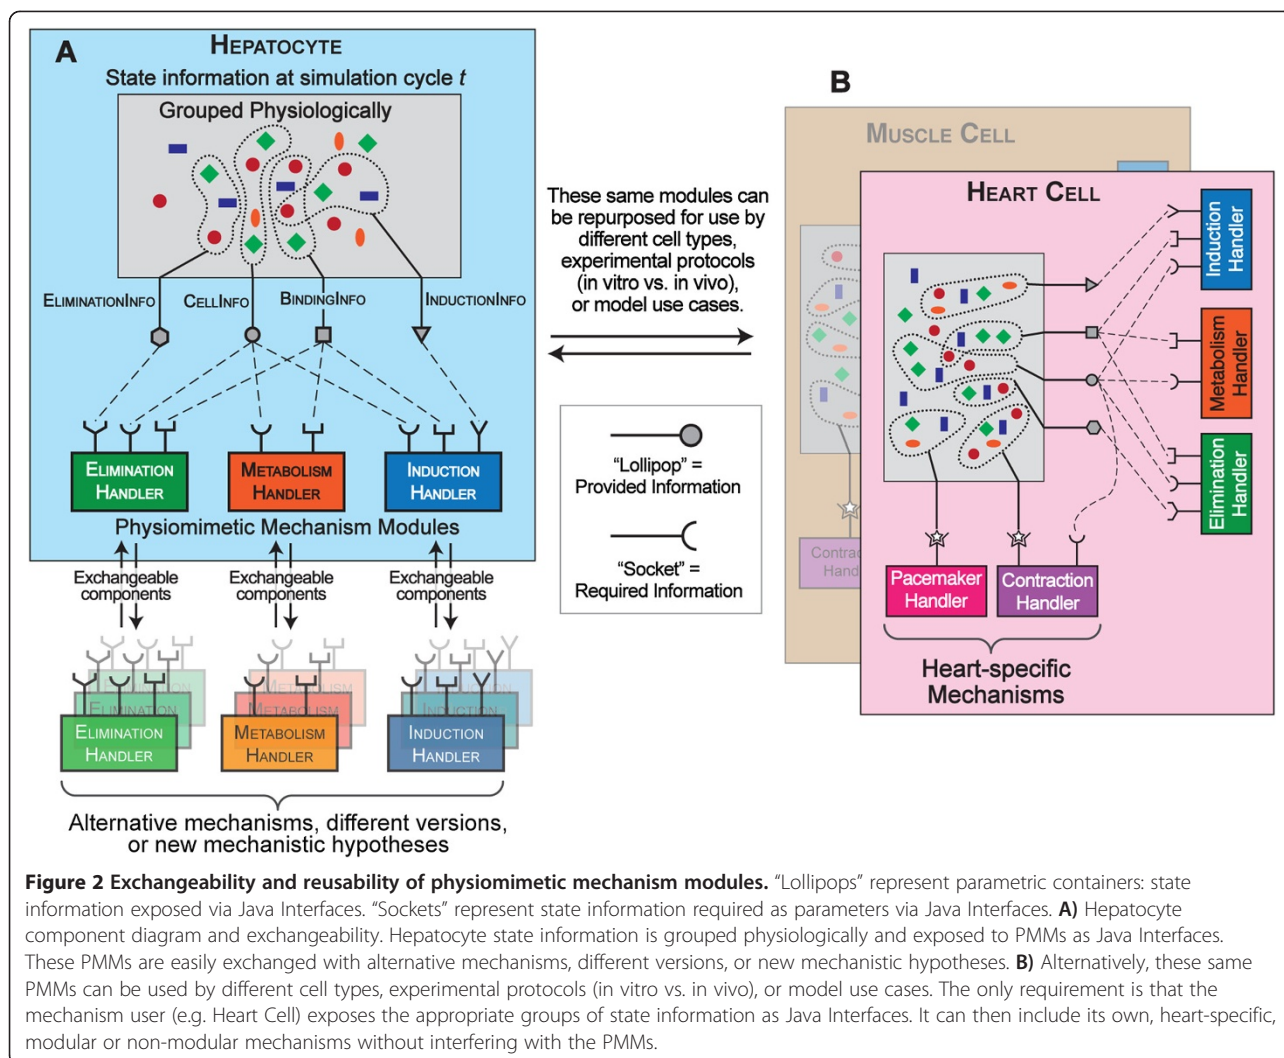 A
HEPATOCYTE
State information at simulation cycle t
Grouped Physiologically
ELIMINATIONINFO
CELLINFO
BINDINGINFO
INDUCTIONINFO
ELIMINATION
HANDLER
METABOLISM
HANDLER
INDUCTION
HANDLER
Physiomimetic Mechanism Modules
Exchangeable
components
Exchangeable
components
Exchangeable
components
ELIMINATION
ELIMINATION
ELIMINATION
HANDLER
METABOLISM
METABOLISM
METABOLISM
HANDLER
INDUCTION
INDUCTION
HANDLER
Alternative mechanisms, different versions,
or new mechanistic hypotheses
These same modules can
be repurposed for use by
different cell types,
experimental protocols
(in vitro vs. in vivo),
or model use cases.
“Lollipop” =
Provided Information
“Socket” =
Required Information
B
MUSCLE CELL
HEART CELL
Induction
Handler
Metabolism
Handler
Elimination
Handler
Pacemaker
Handler
Contraction
Handler
Heart-specific
Mechanisms
Figure 2 Exchangeability and reusability of physiomimetic mechanism modules. “Lollipops” represent parametric containers: state
information exposed via Java Interfaces. “Sockets” represent state information required as parameters via Java Interfaces. A) Hepatocyte
component diagram and exchangeability. Hepatocyte state information is grouped physiologically and exposed to PMMs as Java Interfaces.
These PMMs are easily exchanged with alternative mechanisms, different versions, or new mechanistic hypotheses. B) Alternatively, these same
PMMs can be used by different cell types, experimental protocols (in vitro vs. in vivo), or model use cases. The only requirement is that the
mechanism user (e.g. Heart Cell) exposes the appropriate groups of state information as Java Interfaces. It can then include its own, heart-specific,
modular or non-modular mechanisms without interfering with the PMMs.